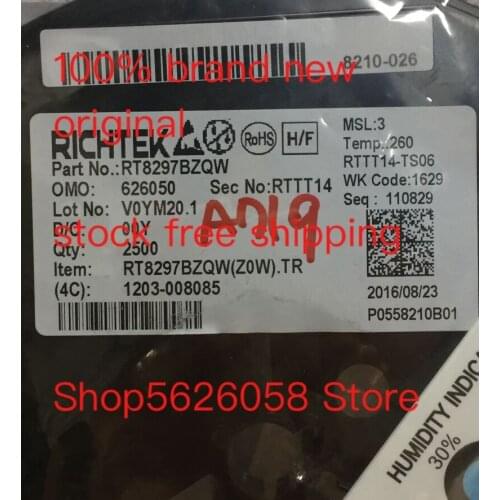 8210-026
100% brand new
original
stock free shipping
Shop5626058 Store
RICHTEK
RoHS
H/F
MSL:3
Temp.:260
RTTT14-TS06
WK Code:1629
Seq : 110829
Part No.:RT8297BZQW
OMO: 626050 Sec No:RTTT14
Lot No: V0YM20.1
D/C: 00Y
Qty: 2500
Item: RT8297BZQW(Z0W).TR
(4C): 1203-008085
2016/08/23
P0558210B01
HUMIDITY INDIC
30%